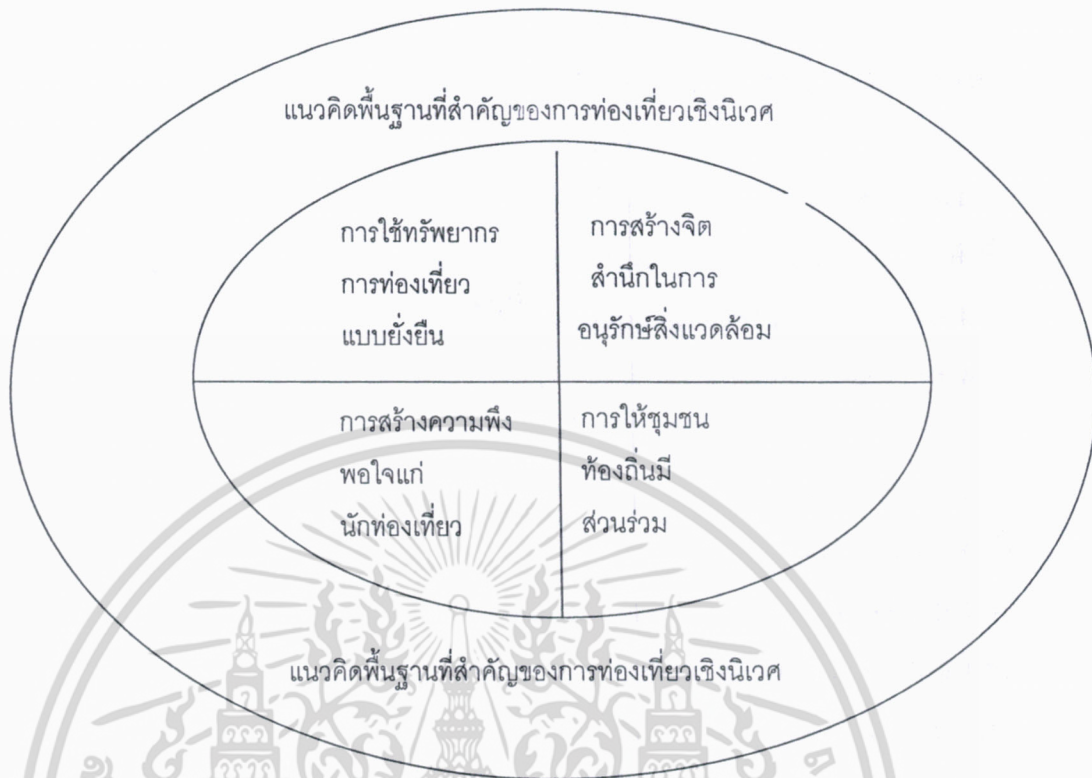 แนวคิดพื้นฐานที่สำคัญของการท่องเที่ยวเชิงนิเวศ
การใช้ทรัพยากร
การท่องเที่ยว
แบบยั่งยืน
การสร้างจิต
สำนึกในการ
อนุรักษ์สิ่งแวดล้อม
การสร้างความพึง
พอใจแก่
นักท่องเที่ยว
การให้ชุมชน
ท้องถิ่นมี
ส่วนร่วม
แนวคิดพื้นฐานที่สำคัญของการท่องเที่ยวเชิงนิเวศ